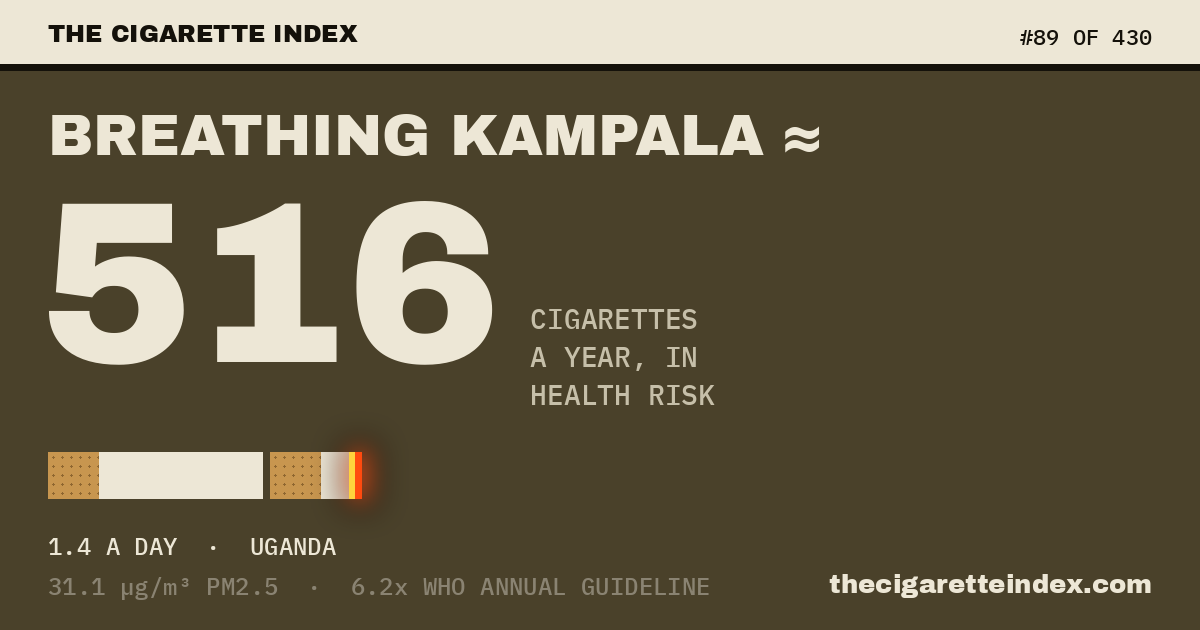 THE CIGARETTE INDEX
#89 OF 430
BREATHING KAMPALA ≈
516
CIGARETTES
A YEAR, IN
HEALTH RISK
1.4 A DAY · UGANDA
31.1 µg/m³ PM2.5 · 6.2x WHO ANNUAL GUIDELINE
thecigaretteindex.com